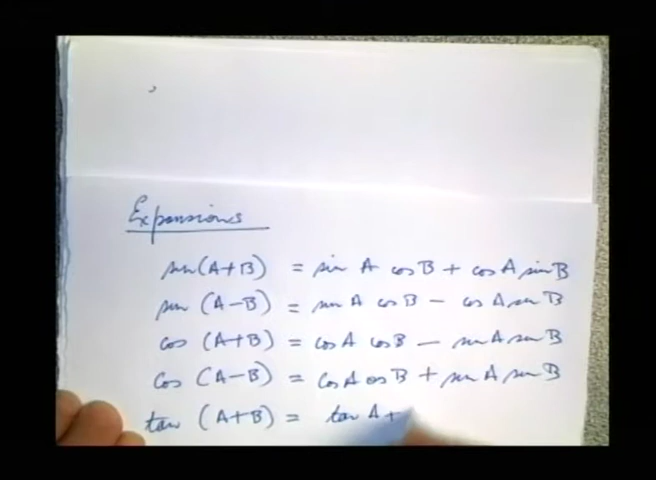 Expansions
sin(A+B) = sin A cos B + cos A sin B
sin (A-B) = sin A cos B - cos A sin B
cos (A+B) = cos A cos B - sin A sin B
cos (A-B) = cos A cos B + sin A sin B
tan (A+B) = tan A +